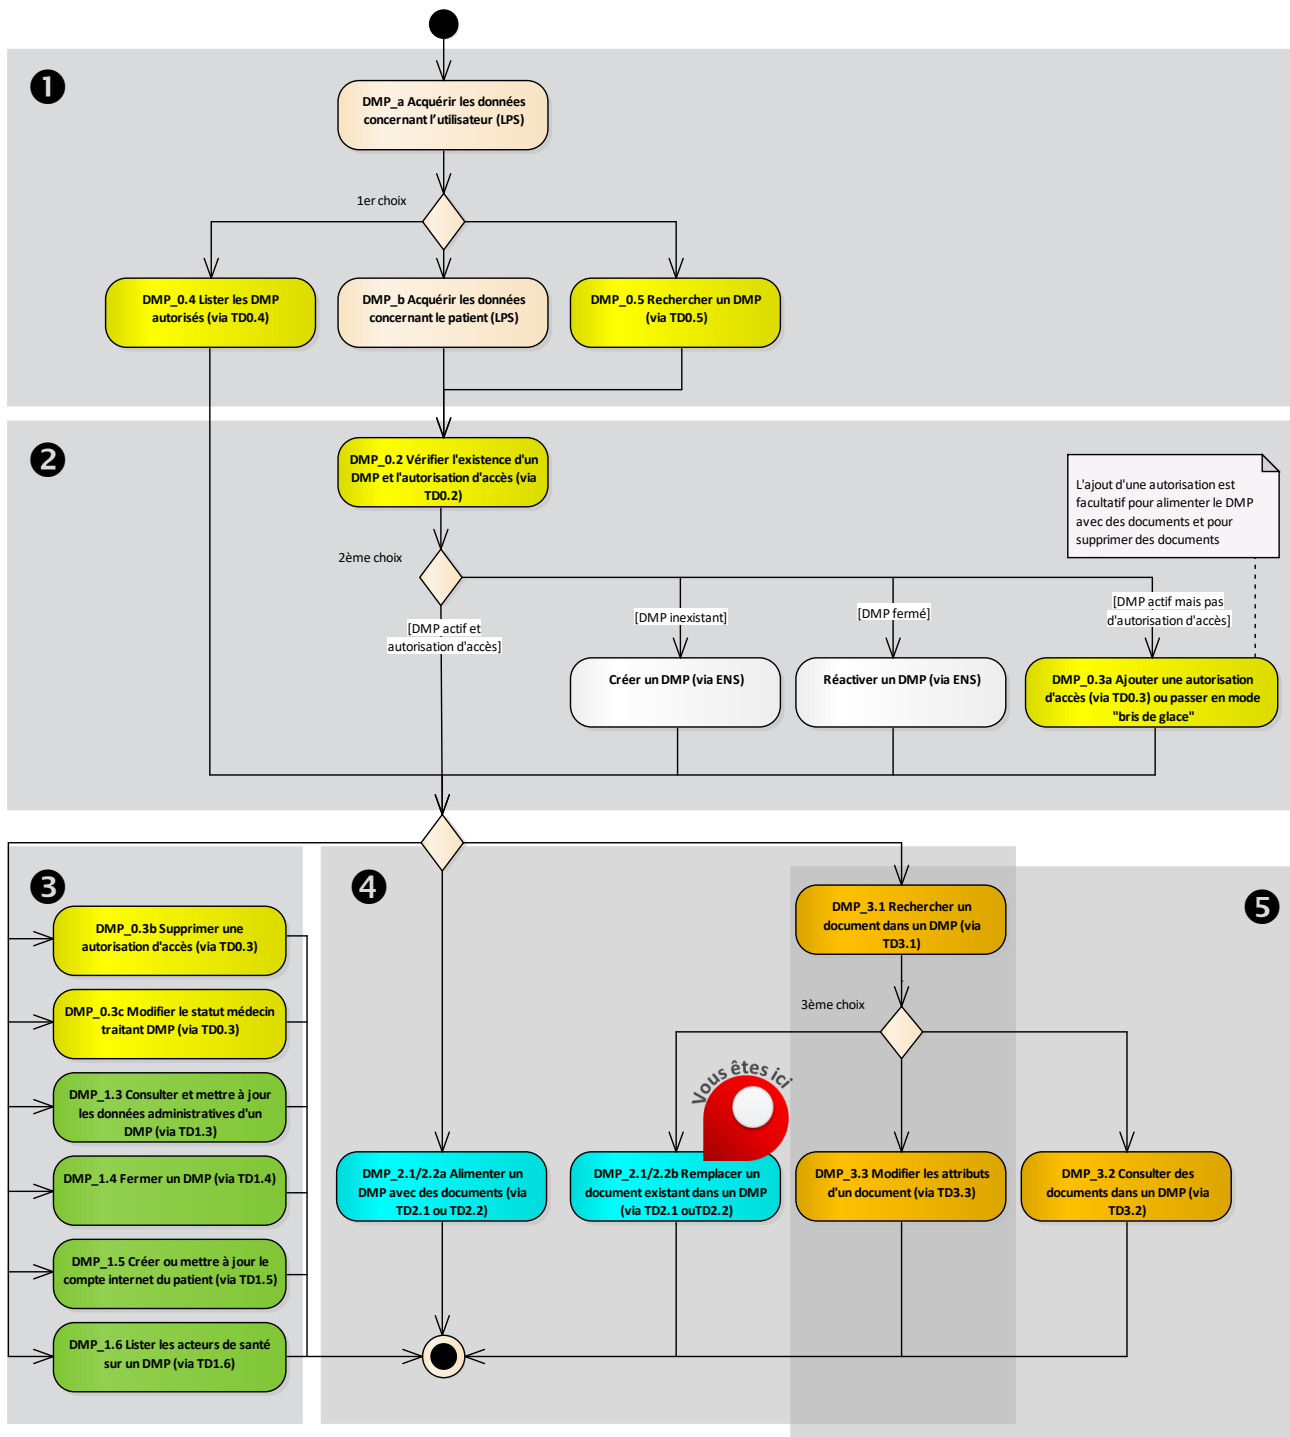 ❶
DMP_a Acquérir les données
concernant l'utilisateur (LPS)
1er choix
DMP_0.4 Lister les DMP
autorisés (via TD0.4)
DMP_b Acquérir les données
concernant le patient (LPS)
DMP_0.5 Rechercher un DMP
(via TD0.5)
❷
DMP_0.2 Vérifier l'existence d'un
DMP et l'autorisation d'accès (via
TD0.2)
L'ajout d'une autorisation est
facultatif pour alimenter le DMP
avec des documents et pour
supprimer des documents
2ème choix
[DMP actif et
autorisation d'accès]
[DMP inexistant]
[DMP fermé]
[DMP actif mais pas
d'autorisation d'accès]
Créer un DMP (via ENS)
Réactiver un DMP (via ENS)
DMP_0.3a Ajouter une autorisation
d'accès (via TD0.3) ou passer en mode
"bris de glace"
❸
DMP_0.3b Supprimer une
autorisation d'accès (via TD0.3)
DMP_0.3c Modifier le statut médecin
traitant DMP (via TD0.3)
DMP_1.3 Consulter et mettre à jour
les données administratives d'un
DMP (via TD1.3)
DMP_1.4 Fermer un DMP (via TD1.4)
DMP_1.5 Créer ou mettre à jour le
compte internet du patient (via TD1.5)
DMP_1.6 Lister les acteurs de santé
sur un DMP (via TD1.6)
❹
❺
DMP_3.1 Rechercher un
document dans un DMP (via
TD3.1)
3ème choix
Vous êtes ici
DMP_2.1/2.2a Alimenter un
DMP avec des documents (via
TD2.1 ou TD2.2)
DMP_2.1/2.2b Remplacer un
document existant dans un DMP
(via TD2.1 ouTD2.2)
DMP_3.3 Modifier les attributs
d'un document (via TD3.3)
DMP_3.2 Consulter des
documents dans un DMP (via
TD3.2)